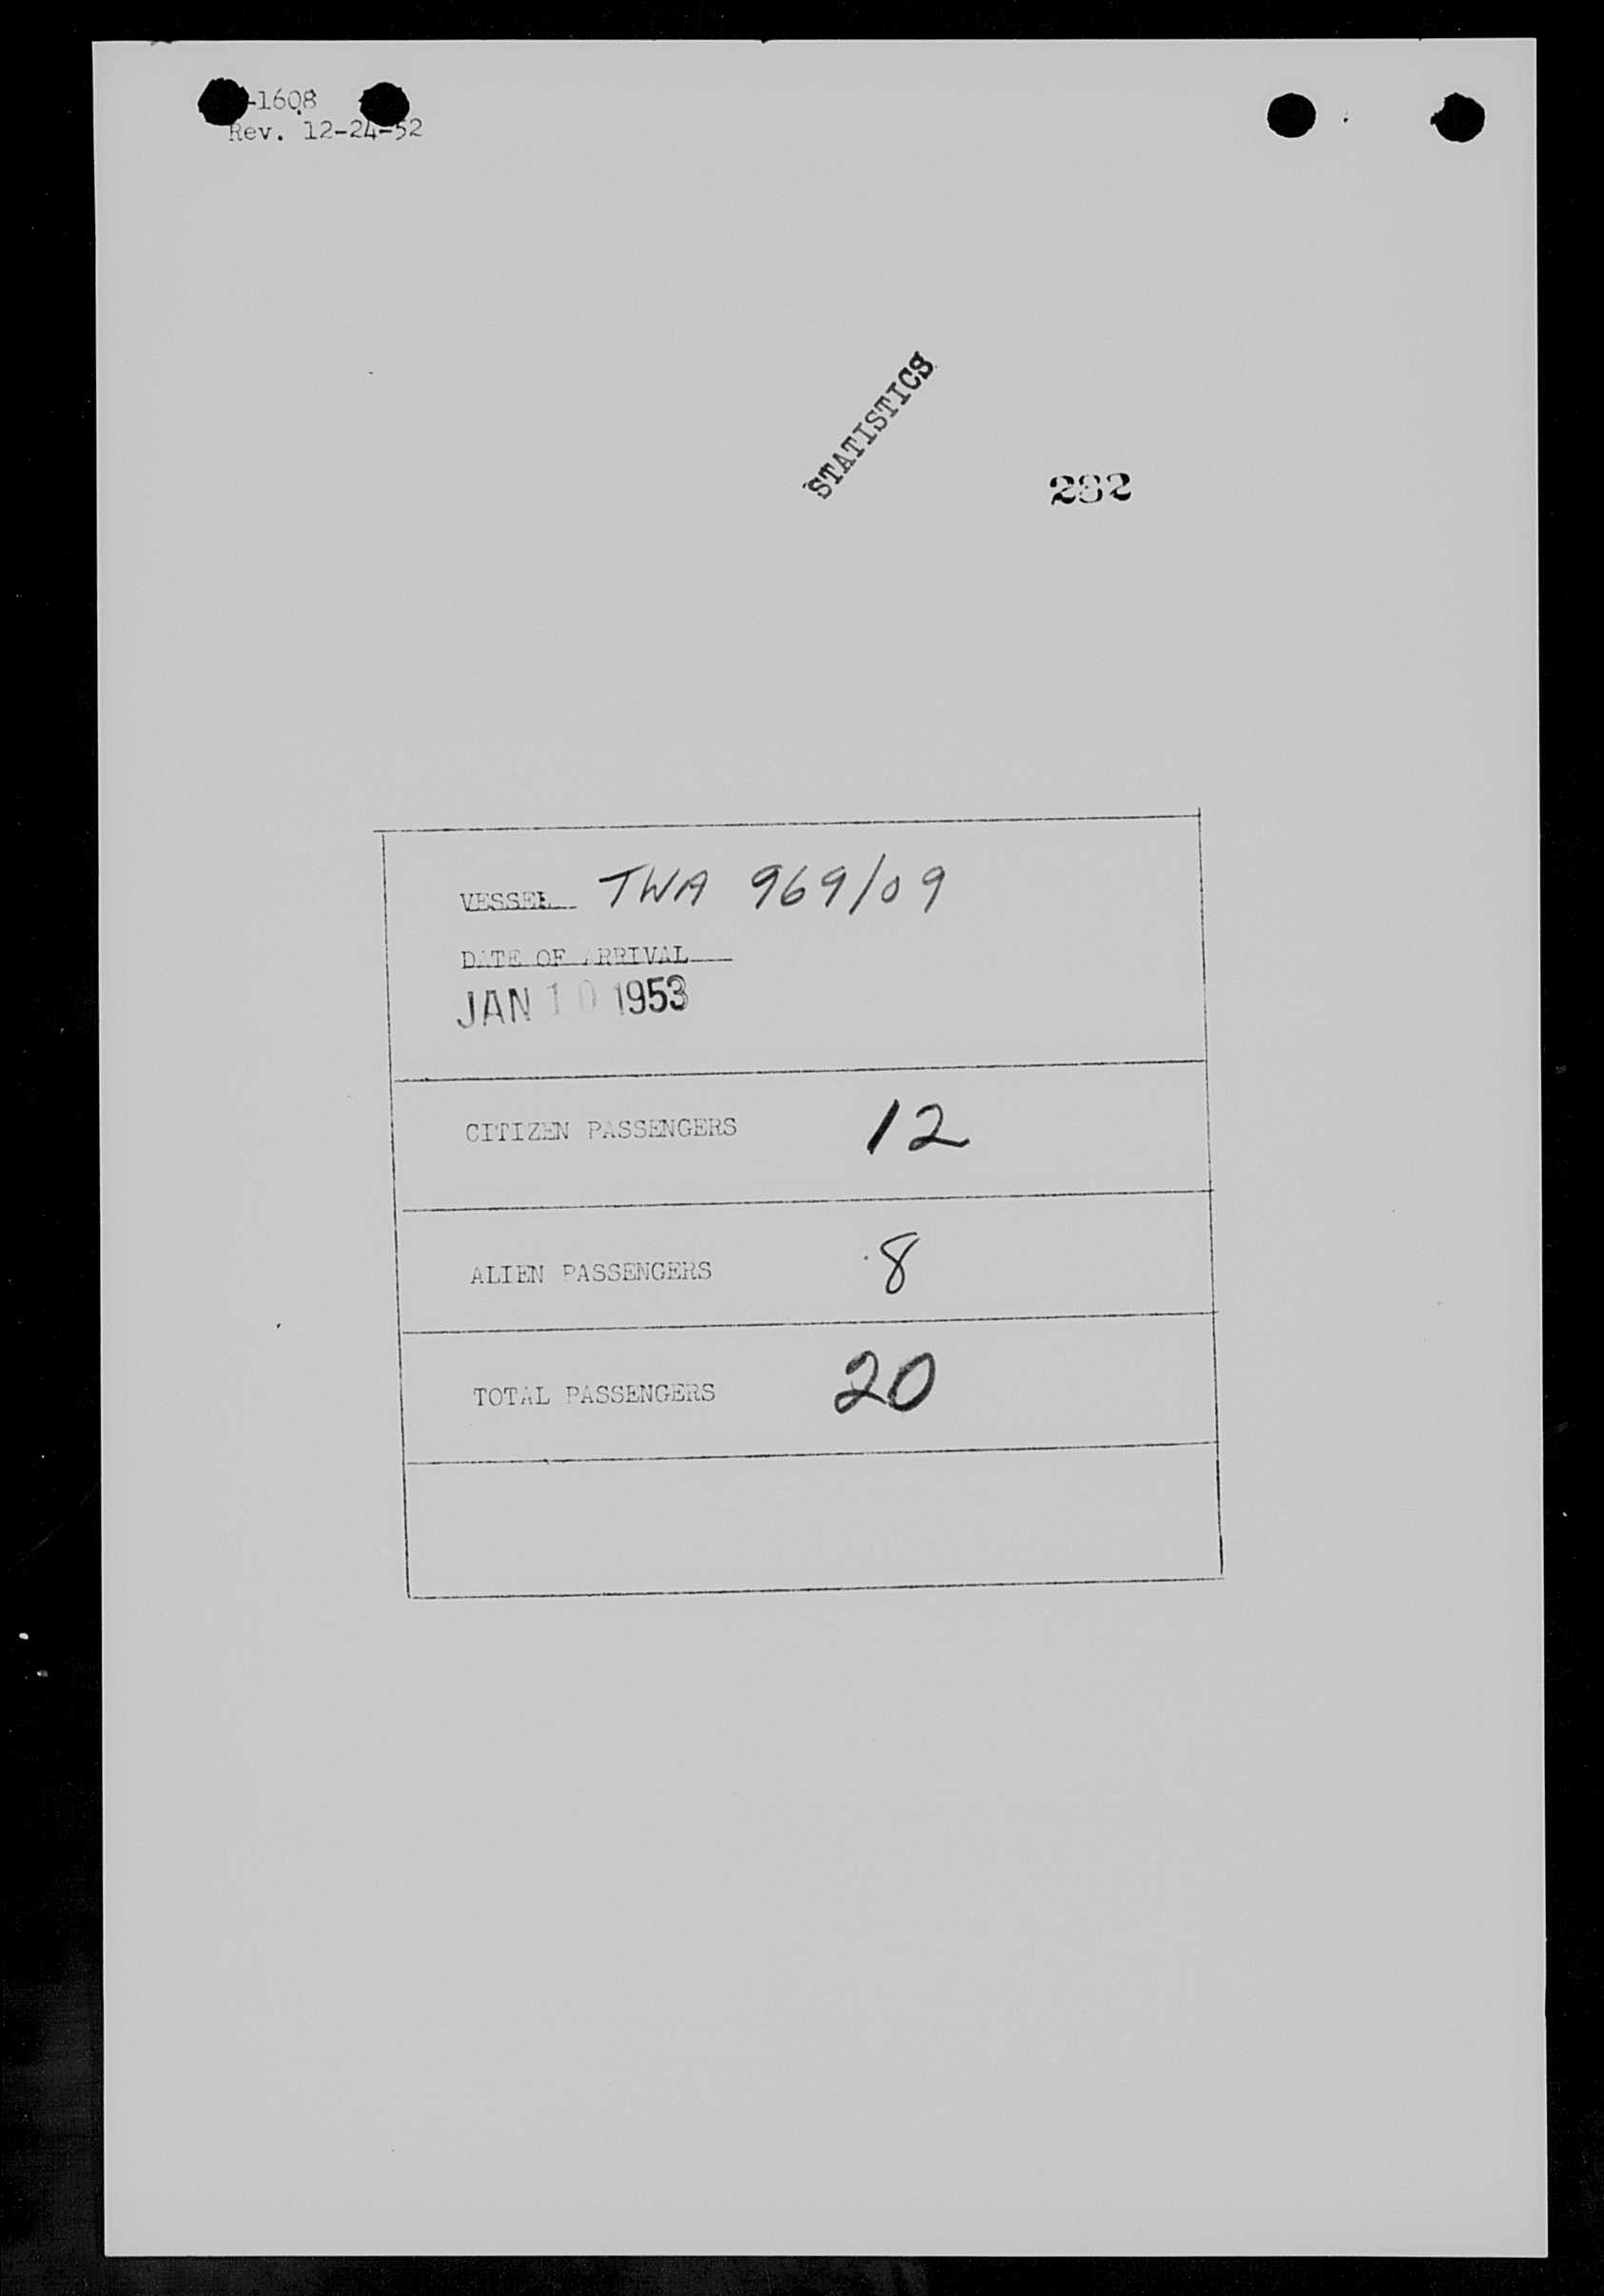 -1608
Rev. 12-24-52
STATISTICS
232
VESSEL TWA 969/09
DATE OF ARRIVAL
JAN 10 1953
CITIZEN PASSENGERS 12
ALIEN PASSENGERS 8
TOTAL PASSENGERS 20